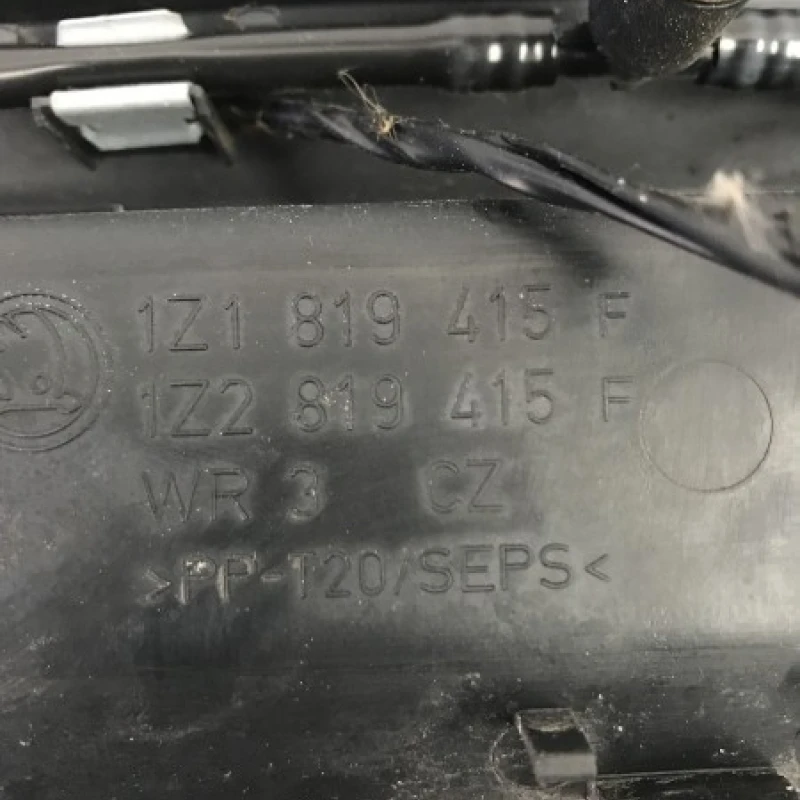 1Z1 819 415 F
1Z2 819 415 F
WR 3 CZ
>PP-T20/SEPS<